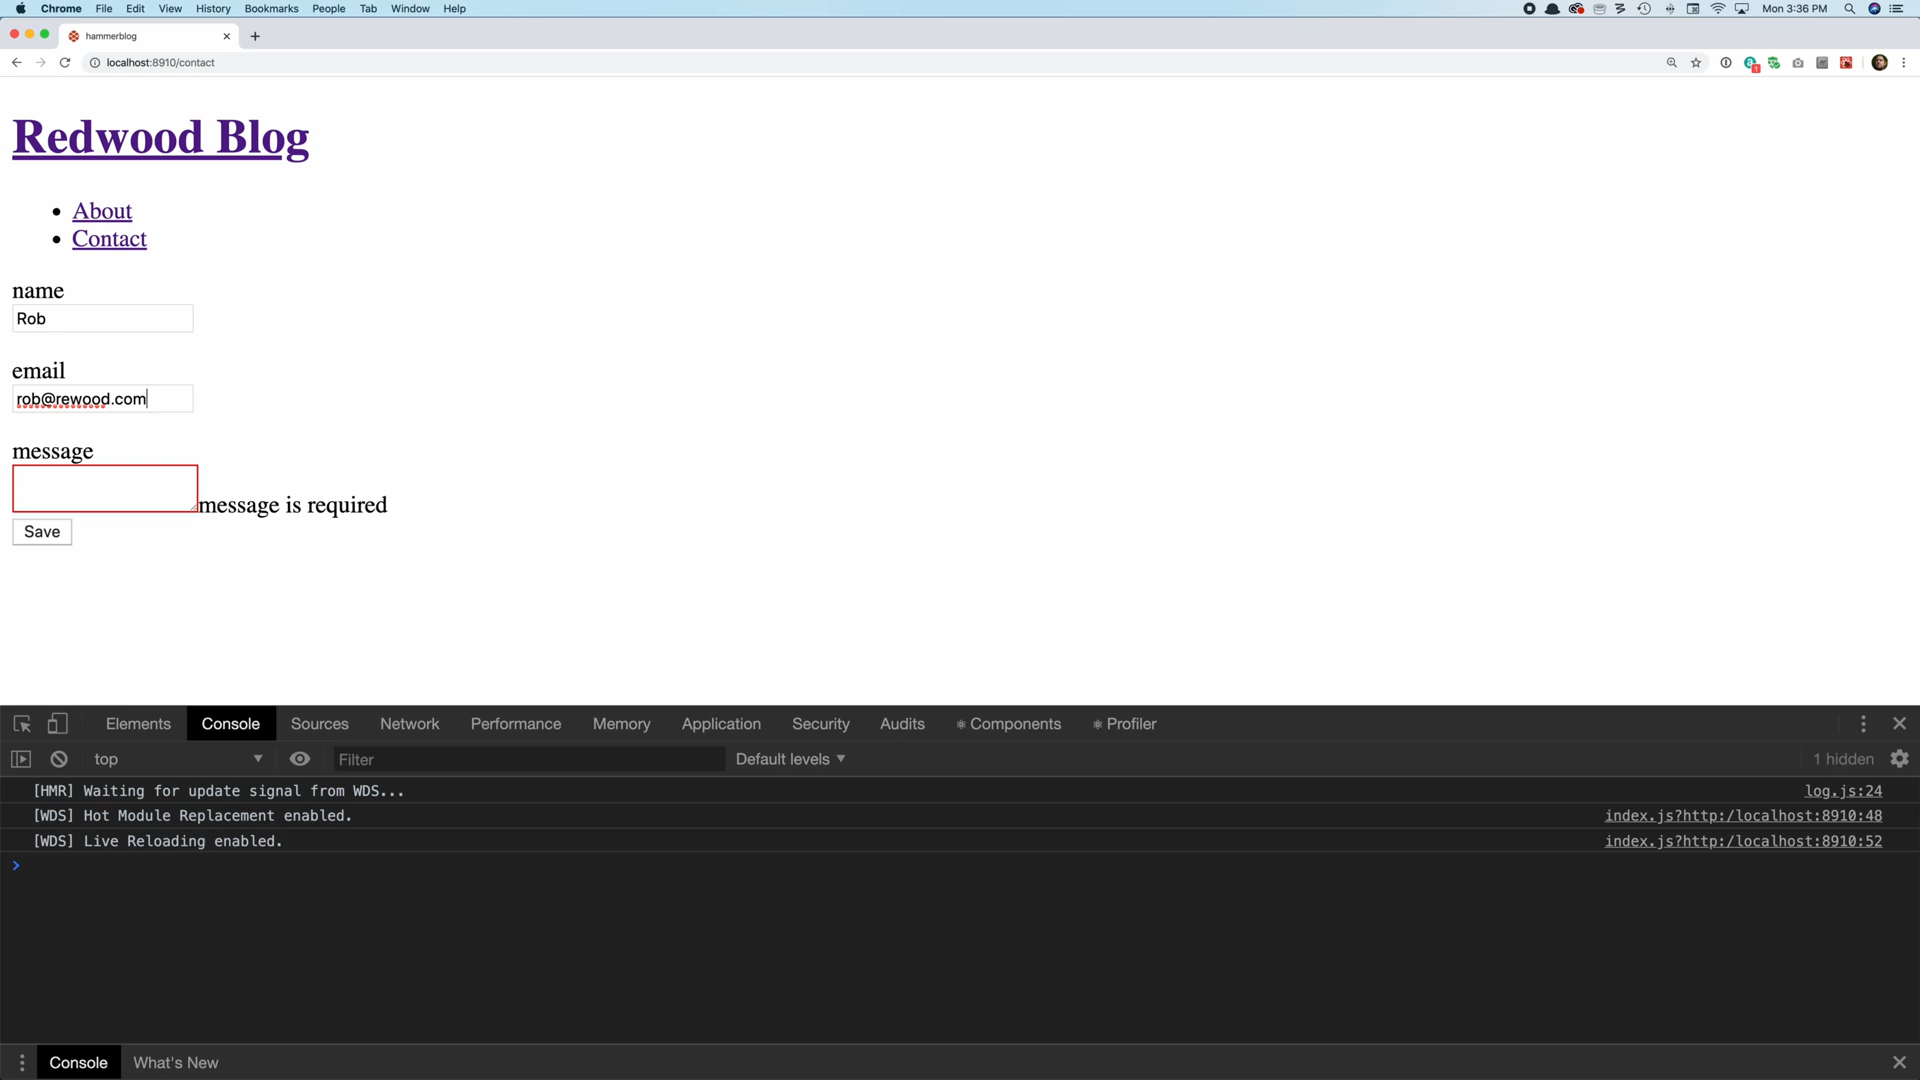 Chrome File Edit View History Bookmarks People Tab Window Help Mon 3:36 PM
hammerblog
localhost:8910/contact
1
Redwood Blog
About
Contact
name
Rob
email
rob@rewood.com
message
message is required
Save
Elements Console Sources Network Performance Memory Application Security Audits Components Profiler
top Filter Default levels 1 hidden
[HMR] Waiting for update signal from WDS... log.js:24
[WDS] Hot Module Replacement enabled. index.js?http:/localhost:8910:48
[WDS] Live Reloading enabled. index.js?http:/localhost:8910:52
Console What's New